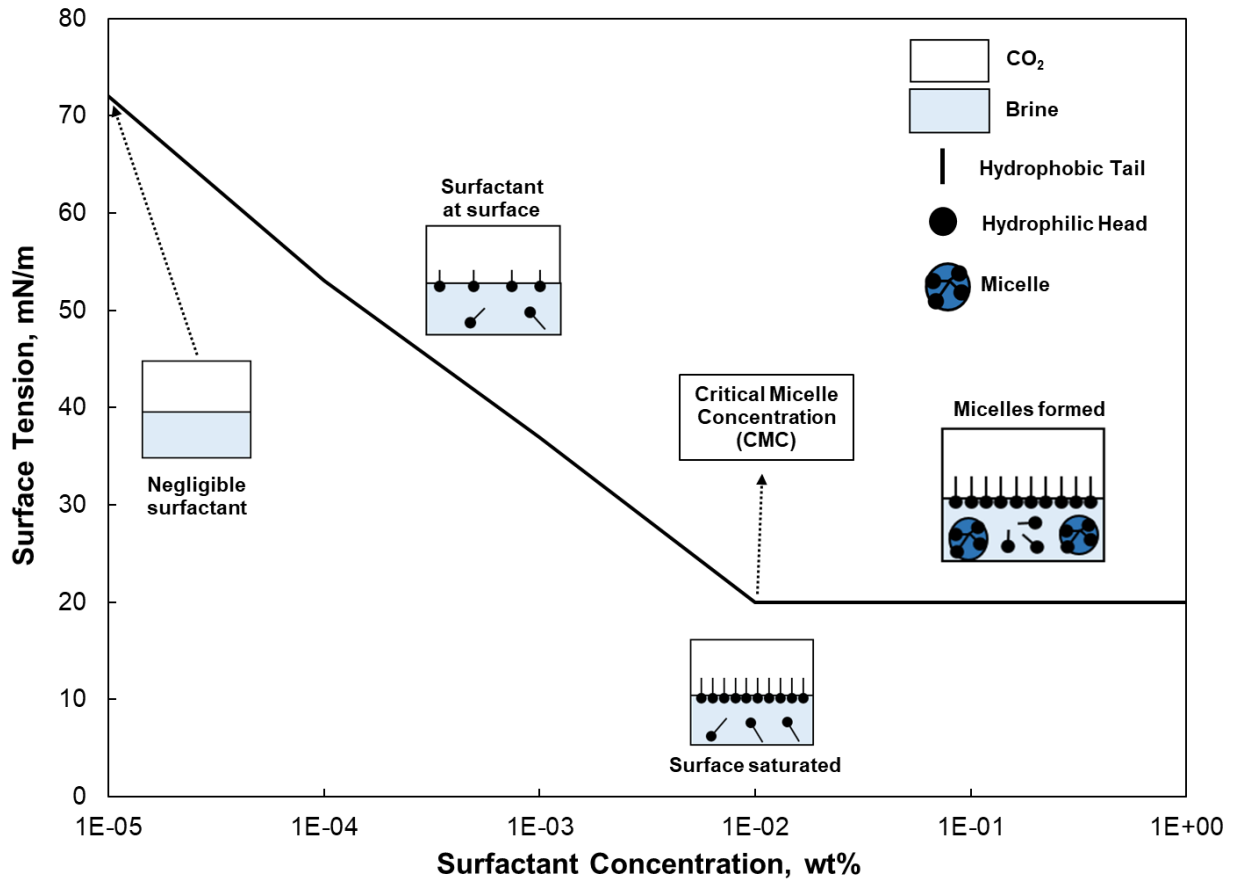 80
70
60
50
40
30
20
10
0
Surface Tension, mN/m
1E-05
1E-04
1E-03
1E-02
1E-01
1E+00
Surfactant Concentration, wt%
Negligible
surfactant
Surfactant
at surface
Critical Micelle
Concentration
(CMC)
Surface saturated
Micelles formed
CO₂
Brine
Hydrophobic Tail
Hydrophilic Head
Micelle